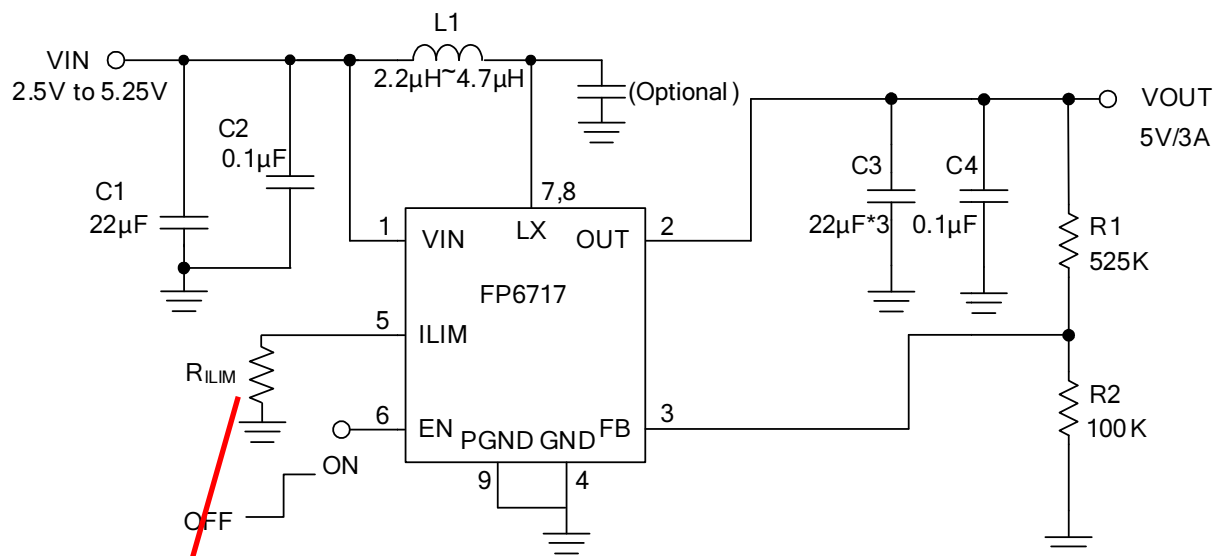 L1
VIN
2.2µH~4.7µH
2.5V to 5.25V
(Optional)
VOUT
5V/3A
C2
0.1µF
C1
22µF
C3
22µF*3
C4
0.1µF
R1
525K
7,8
1
VIN
LX
OUT
2
FP6717
5
ILIM
RILIM
6
EN
PGND
GND
FB
3
R2
100K
ON
OFF
9
4